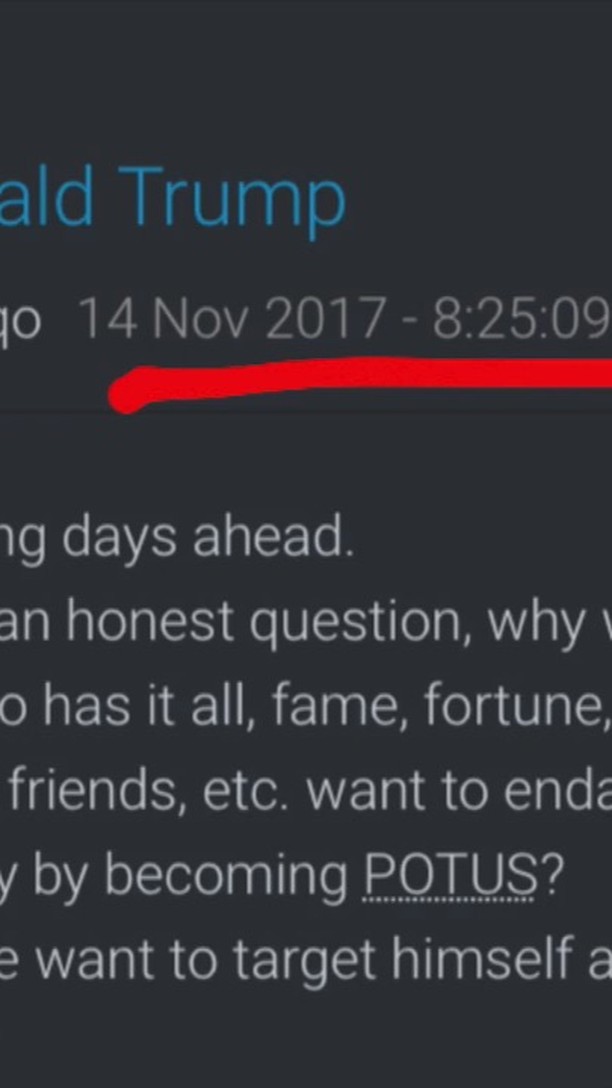 ald Trump
qo 14 Nov 2017 - 8:25:09
ng days ahead.
an honest question, why
o has it all, fame, fortune,
friends, etc. want to enda
y by becoming POTUS?
e want to target himself a